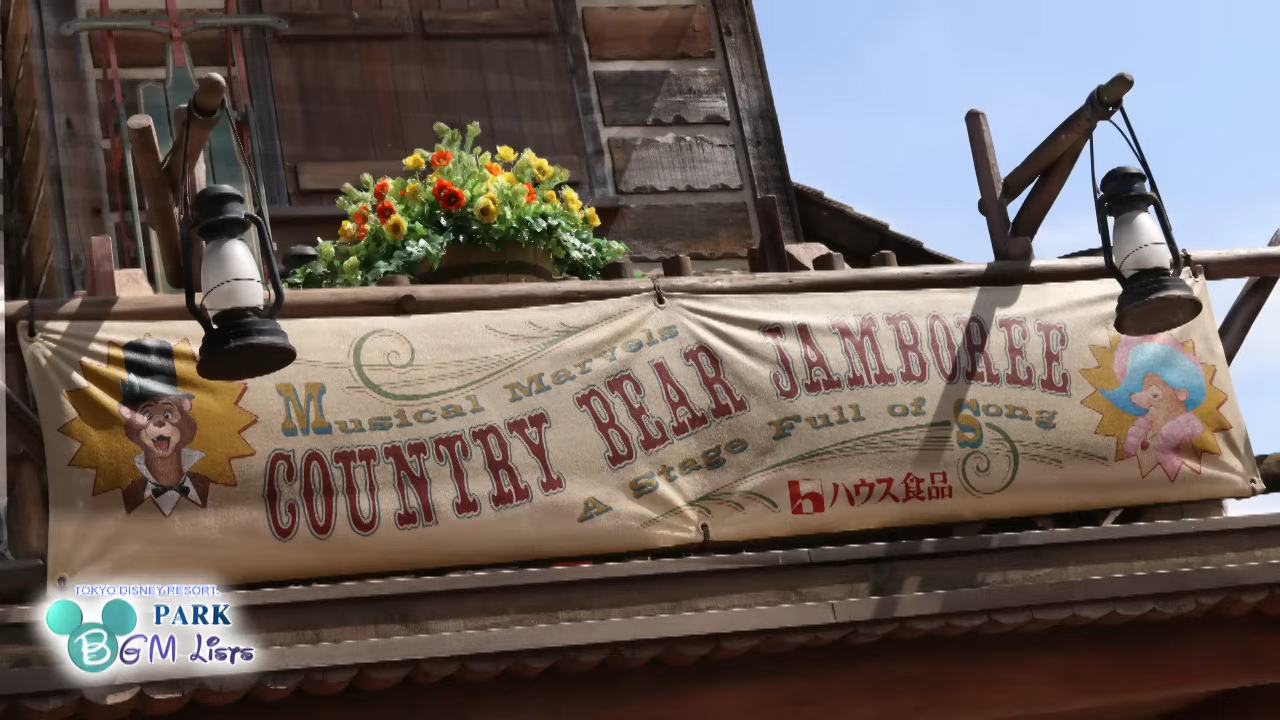 Musical Marvels
COUNTRY BEAR JAMBOREE
A Stage Full of Song
ハウス食品
TOKYO DISNEY RESORT
PARK
BGM Lists